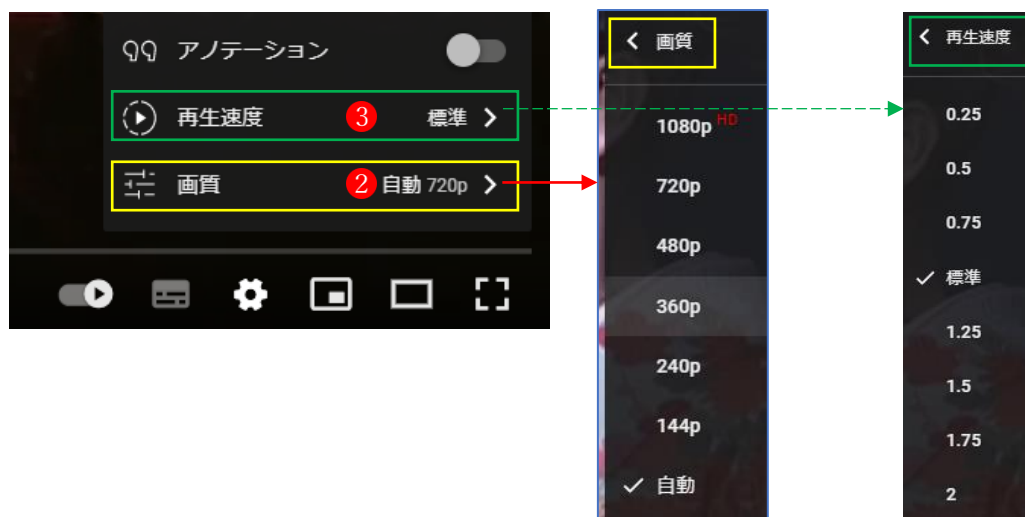 アノテーション
再生速度 3 標準
画質 2 自動 720p
画質
1080p HD
720p
480p
360p
240p
144p
自動
再生速度
0.25
0.5
0.75
標準
1.25
1.5
1.75
2